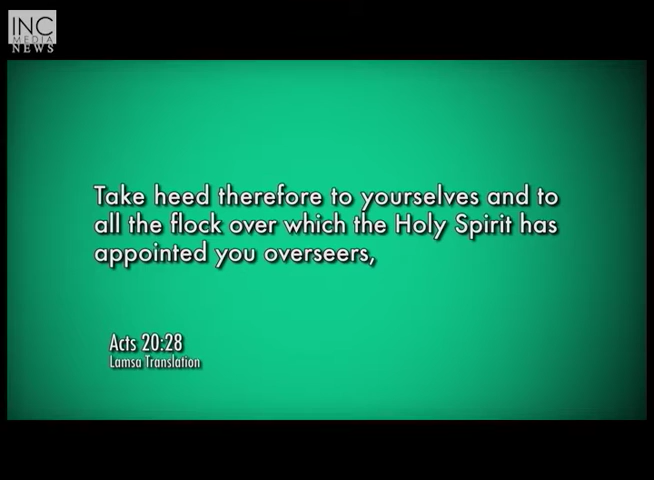 INC
MEDIA
NEWS
Take heed therefore to yourselves and to
all the flock over which the Holy Spirit has
appointed you overseers,
Acts 20:28
Lamsa Translation